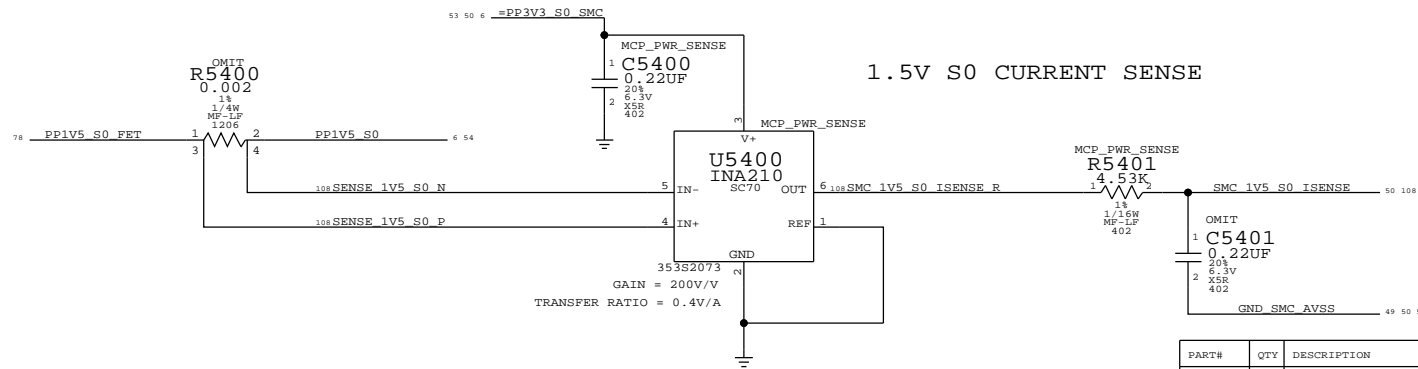 53 50 6 =PP3V3_S0_SMC
MCP_PWR_SENSE
1 C5400
0.22UF
20%
2 6.3V
X5R
402
1.5V S0 CURRENT SENSE
OMIT
R5400
0.002
1%
1/4W
MF-LF
1206
78 PP1V5_S0_FET 1 2 PP1V5_S0 6 54
3 4
3 MCP_PWR_SENSE
V+
U5400
INA210
SC70
108 SENSE_1V5_S0_N 5 IN- OUT 6 108 SMC_1V5_S0_ISENSE_R
108 SENSE_1V5_S0_P 4 IN+ REF 1
GND
353S2073 2
GAIN = 200V/V
TRANSFER RATIO = 0.4V/A
MCP_PWR_SENSE
R5401
4.53K
1 2 SMC_1V5_S0_ISENSE 50 108
1%
1/16W
MF-LF
402
OMIT
1 C5401
0.22UF
20%
6.3V
2 X5R
402
GND_SMC_AVSS 49 50
PART# QTY DESCRIPTION